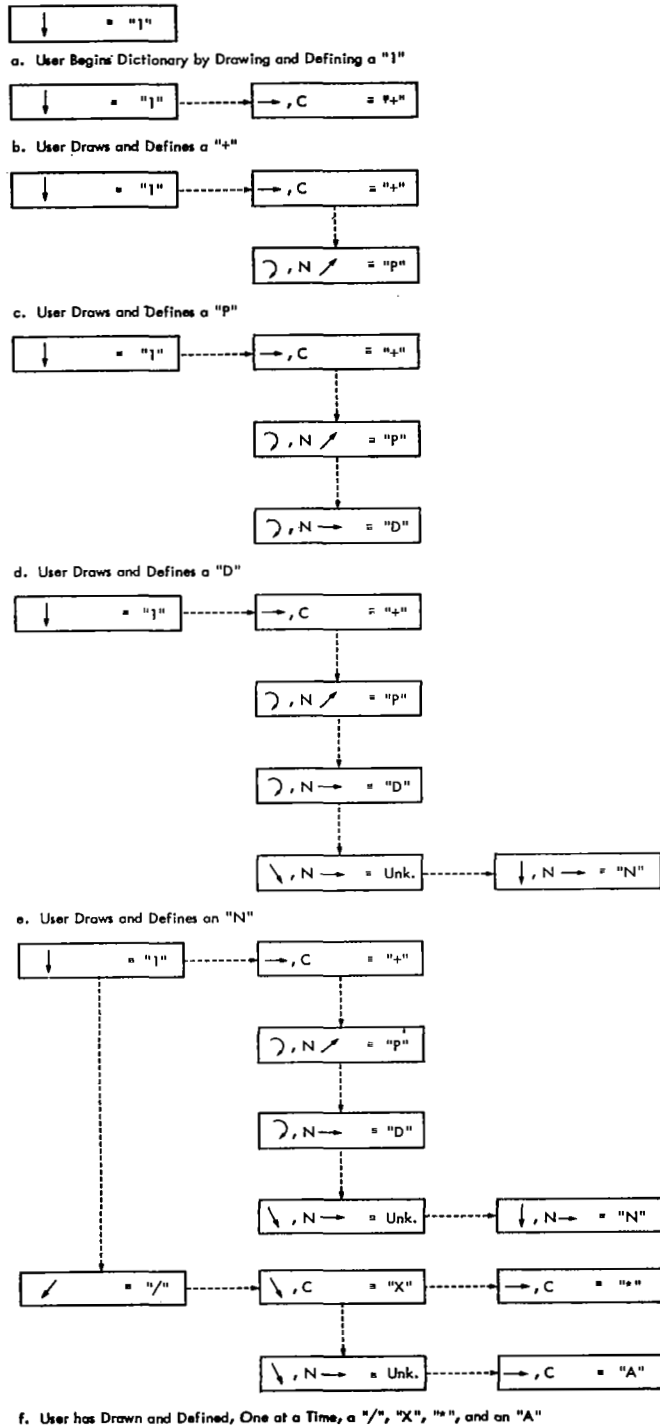 ↓ = "1"
a. User Begins Dictionary by Drawing and Defining a "1"
↓ = "1" →, C = "+"
b. User Draws and Defines a "+"
↓ = "1" →, C = "+"
⊃, N ↗ = "P"
c. User Draws and Defines a "P"
↓ = "1" →, C = "+"
⊃, N ↗ = "P"
⊃, N → = "D"
d. User Draws and Defines a "D"
↓ = "1" →, C = "+"
⊃, N ↗ = "P"
⊃, N → = "D"
↘, N → = Unk. ↓, N → = "N"
e. User Draws and Defines an "N"
↓ = "1" →, C = "+"
⊃, N ↗ = "P"
⊃, N → = "D"
↘, N → = Unk. ↓, N → = "N"
↙ = "/" ↘, C = "X" →, C = "*"
↘, N → = Unk. →, C = "A"
f. User has Drawn and Defined, One at a Time, a "/", "X", "*", and an "A"